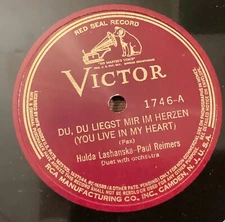 RED SEAL RECORD
"HIS MASTER'S VOICE"
VICTOR
1746-A
DU, DU LIEGST MIR IM HERZEN
(YOU LIVE IN MY HEART)
(Pax)
Hulda Lashanska-Paul Reimers
Duet with orchestra
RCA MANUFACTURING CO., INC., CAMDEN, N.J., U.S.A.